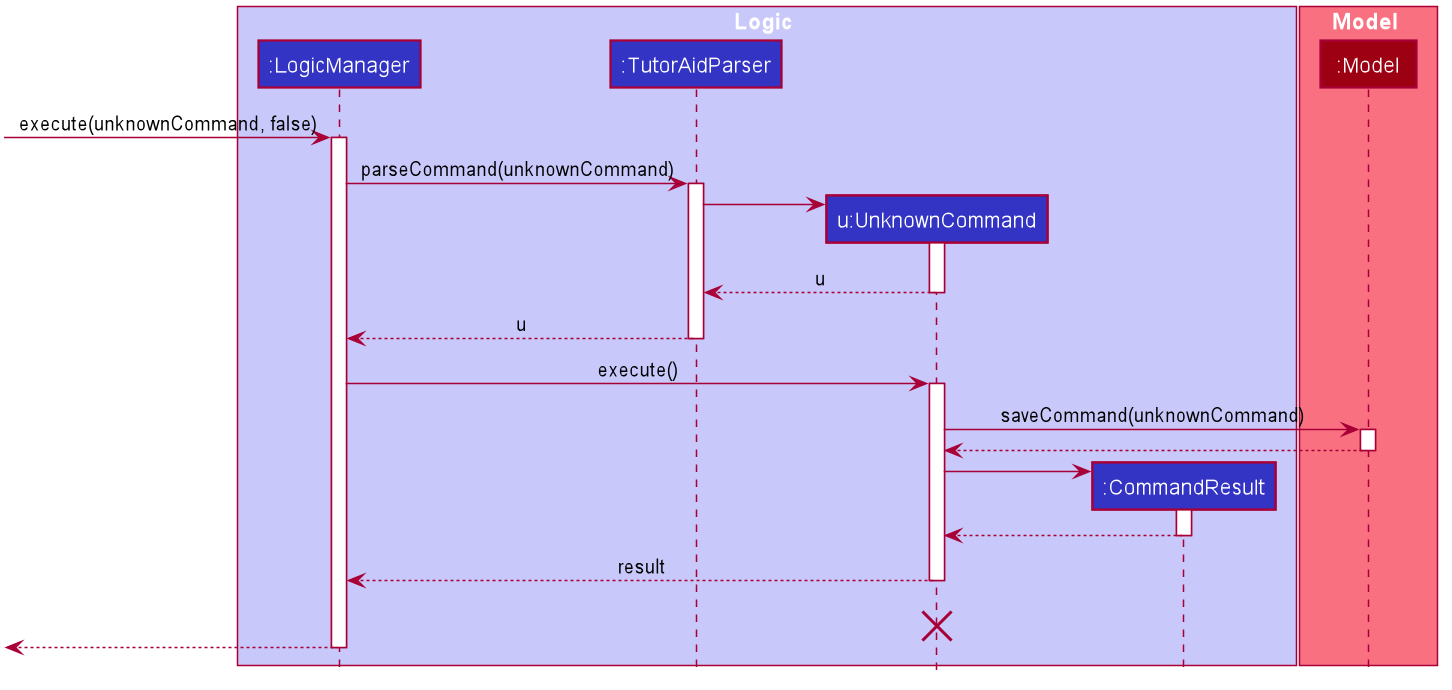 Logic
Model
:LogicManager
:TutorAidParser
:Model
execute(unknownCommand, false)
parseCommand(unknownCommand)
u:UnknownCommand
u
u
execute()
saveCommand(unknownCommand)
:CommandResult
result